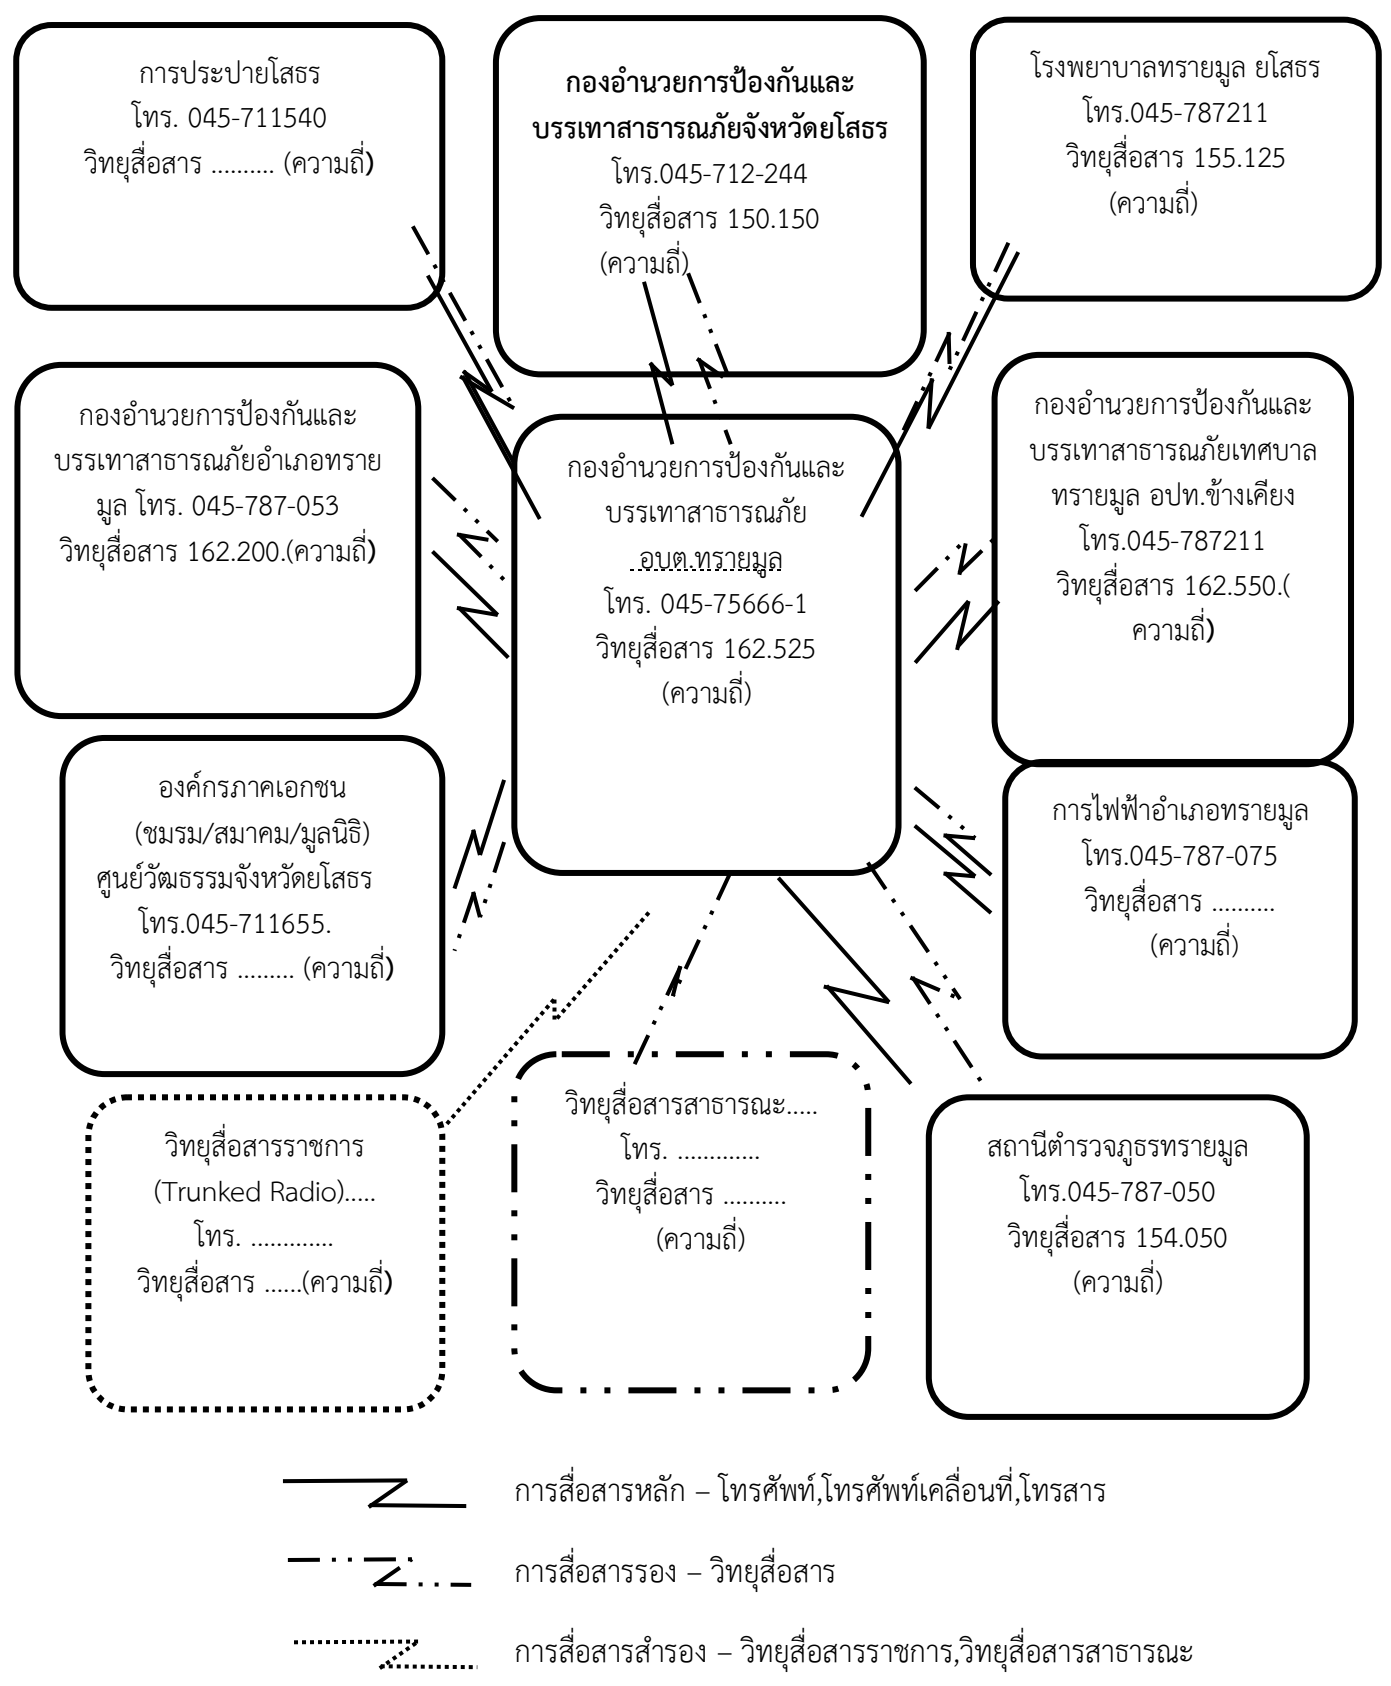 การประปายโสธร
โทร. 045-711540
วิทยุสื่อสาร .......... (ความถี่)
กองอำนวยการป้องกันและ
บรรเทาสาธารณภัยจังหวัดยโสธร
โทร.045-712-244
วิทยุสื่อสาร 150.150
(ความถี่)
โรงพยาบาลทรายมูล ยโสธร
โทร.045-787211
วิทยุสื่อสาร 155.125
(ความถี่)
กองอำนวยการป้องกันและ
บรรเทาสาธารณภัยอำเภอทราย
มูล โทร. 045-787-053
วิทยุสื่อสาร 162.200.(ความถี่)
กองอำนวยการป้องกันและ
บรรเทาสาธารณภัย
อบต.ทรายมูล
โทร. 045-75666-1
วิทยุสื่อสาร 162.525
(ความถี่)
กองอำนวยการป้องกันและ
บรรเทาสาธารณภัยเทศบาล
ทรายมูล อปท.ข้างเคียง
โทร.045-787211
วิทยุสื่อสาร 162.550.(
ความถี่)
องค์กรภาคเอกชน
(ชมรม/สมาคม/มูลนิธิ)
ศูนย์วัฒธรรมจังหวัดยโสธร
โทร.045-711655.
วิทยุสื่อสาร ......... (ความถี่)
การไฟฟ้าอำเภอทรายมูล
โทร.045-787-075
วิทยุสื่อสาร ..........
(ความถี่)
วิทยุสื่อสารราชการ
(Trunked Radio).....
โทร. .............
วิทยุสื่อสาร ......(ความถี่)
วิทยุสื่อสารสาธารณะ.....
โทร. .............
วิทยุสื่อสาร ..........
(ความถี่)
สถานีตำรวจภูธรทรายมูล
โทร.045-787-050
วิทยุสื่อสาร 154.050
(ความถี่)
การสื่อสารหลัก – โทรศัพท์,โทรศัพท์เคลื่อนที่,โทรสาร
การสื่อสารรอง – วิทยุสื่อสาร
การสื่อสารสำรอง – วิทยุสื่อสารราชการ,วิทยุสื่อสารสาธารณะ